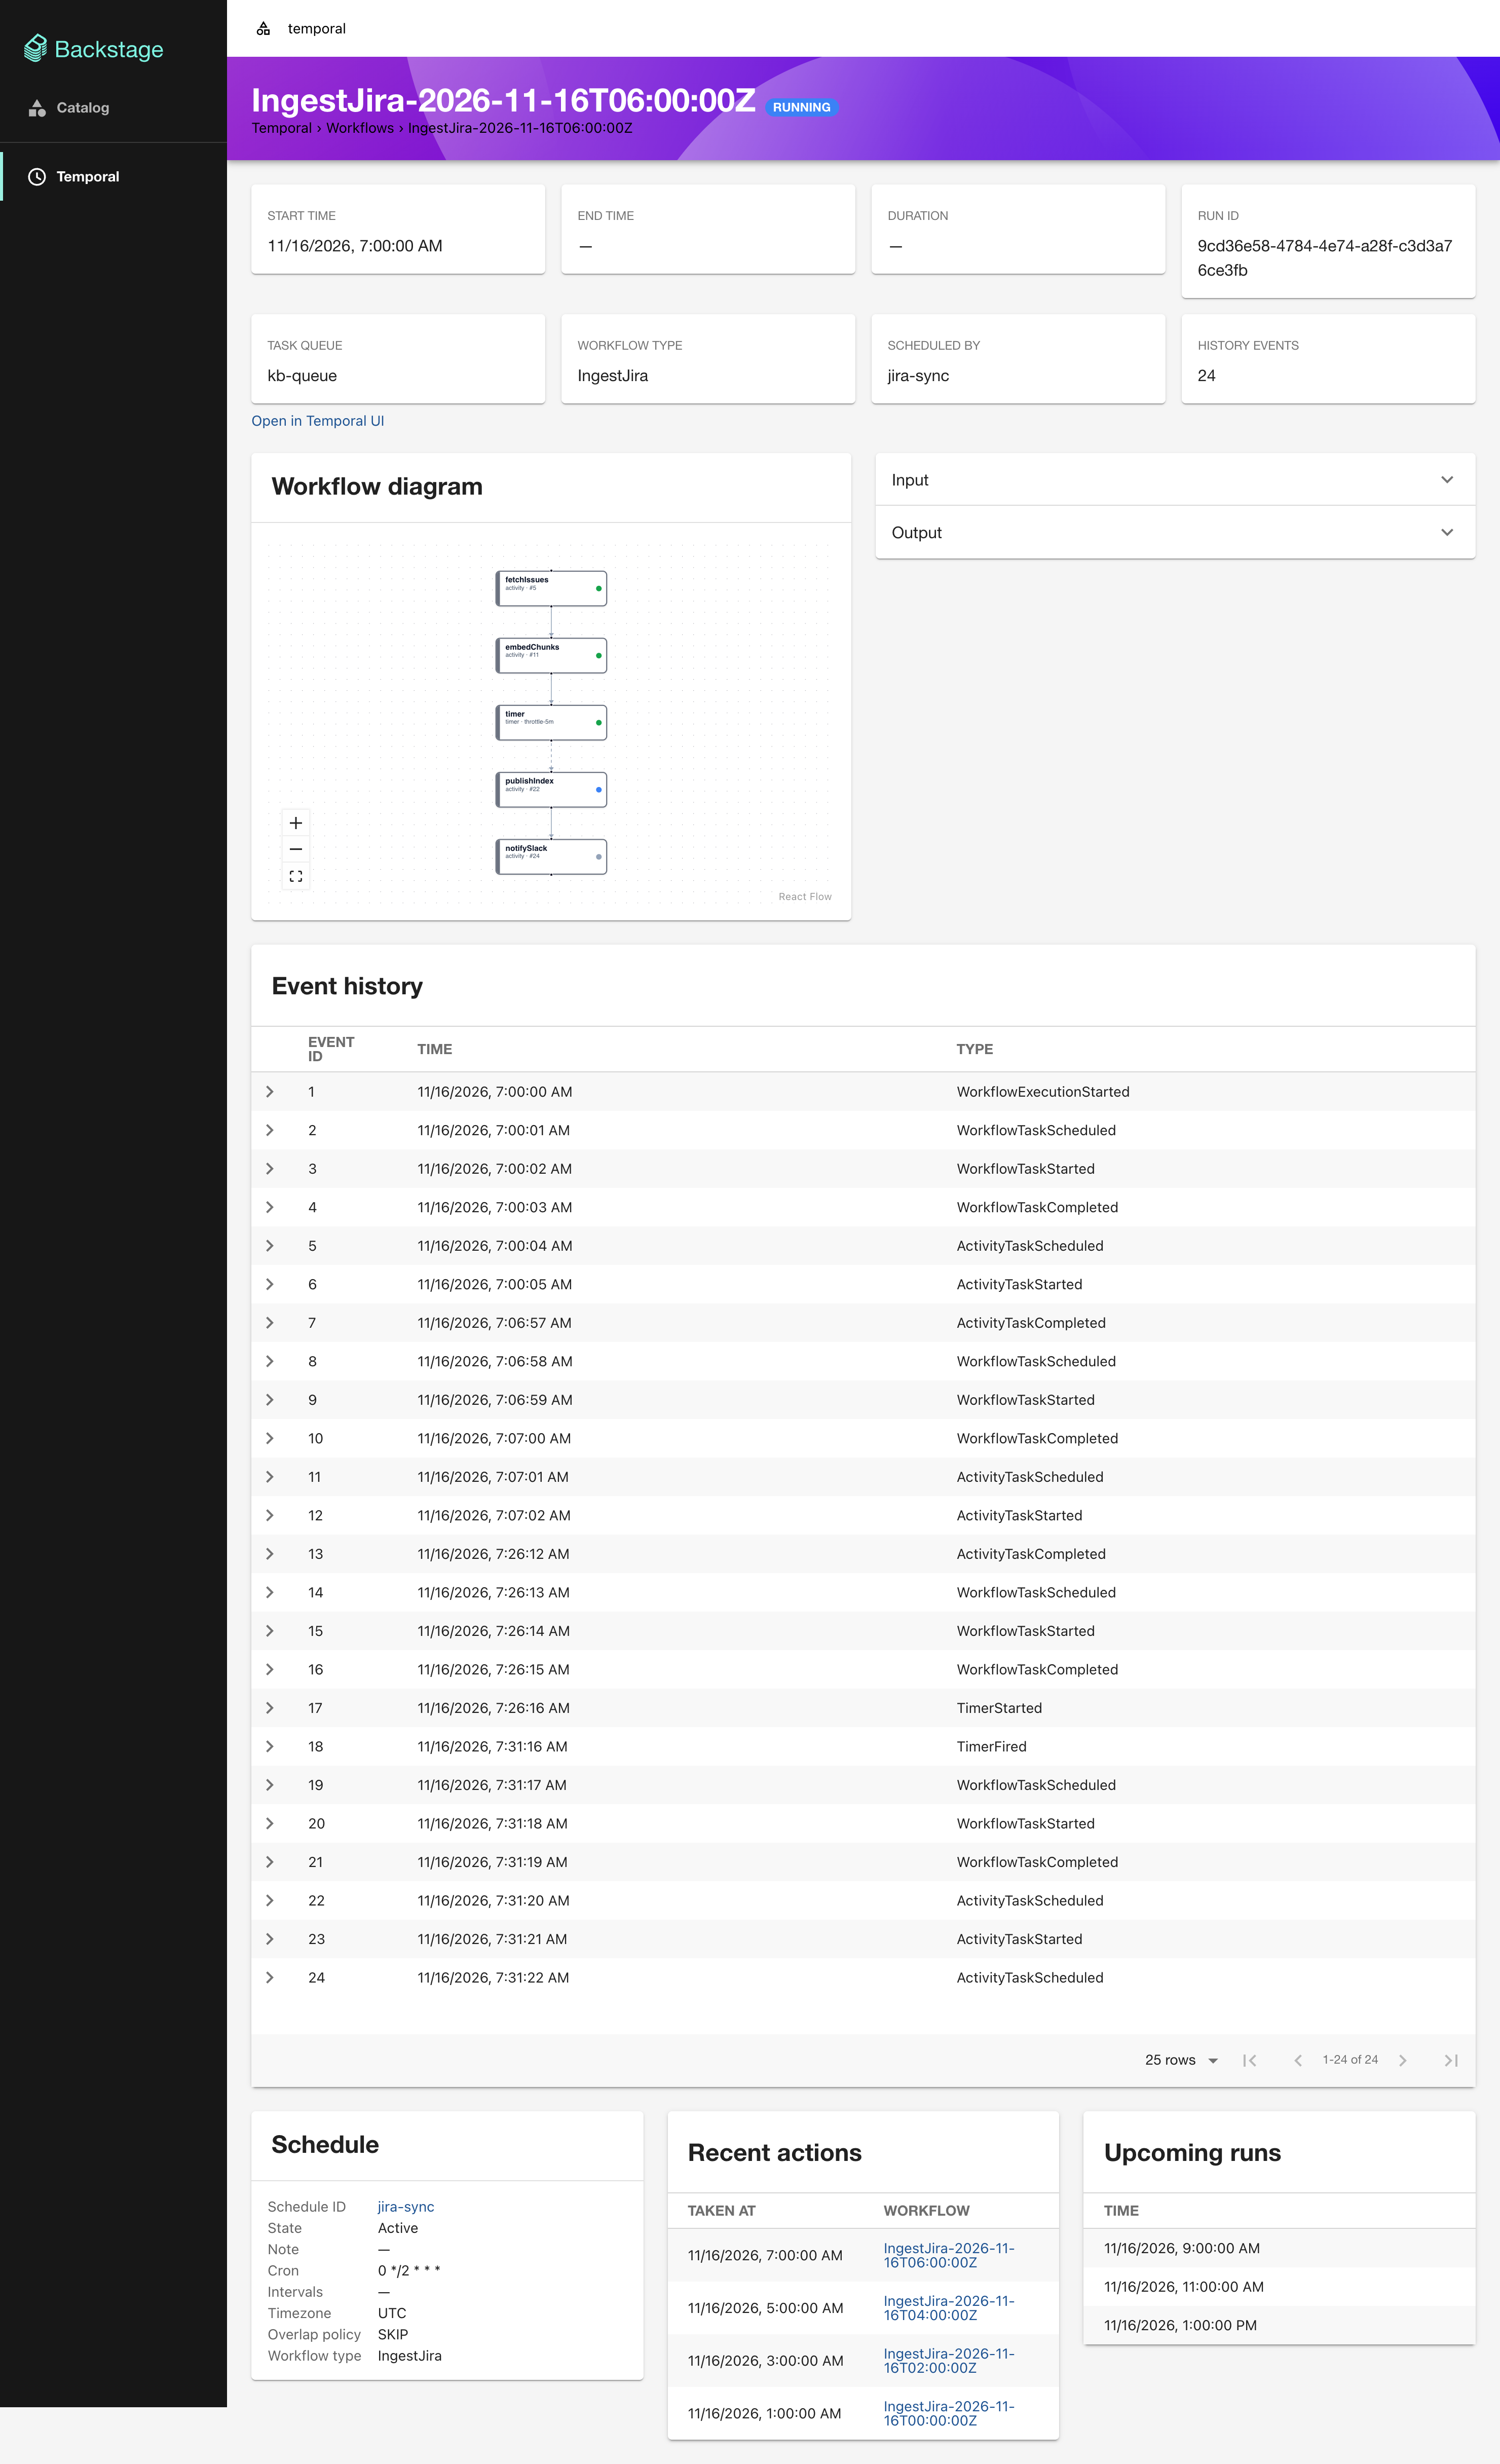 Backstage
Catalog
Temporal
temporal
IngestJira-2026-11-16T06:00:00Z RUNNING
Temporal › Workflows › IngestJira-2026-11-16T06:00:00Z
START TIME
11/16/2026, 7:00:00 AM
END TIME
—
DURATION
—
RUN ID
9cd36e58-4784-4e74-a28f-c3d3a7
6ce3fb
TASK QUEUE
kb-queue
WORKFLOW TYPE
IngestJira
SCHEDULED BY
jira-sync
HISTORY EVENTS
24
Open in Temporal UI
Workflow diagram
fetchIssues
activity · #5
embedChunks
activity · #11
timer
timer · throttle-5m
publishIndex
activity · #22
notifySlack
activity · #24
React Flow
Input
Output
Event history
EVENT
ID
TIME
TYPE
1 11/16/2026, 7:00:00 AM WorkflowExecutionStarted
2 11/16/2026, 7:00:01 AM WorkflowTaskScheduled
3 11/16/2026, 7:00:02 AM WorkflowTaskStarted
4 11/16/2026, 7:00:03 AM WorkflowTaskCompleted
5 11/16/2026, 7:00:04 AM ActivityTaskScheduled
6 11/16/2026, 7:00:05 AM ActivityTaskStarted
7 11/16/2026, 7:06:57 AM ActivityTaskCompleted
8 11/16/2026, 7:06:58 AM WorkflowTaskScheduled
9 11/16/2026, 7:06:59 AM WorkflowTaskStarted
10 11/16/2026, 7:07:00 AM WorkflowTaskCompleted
11 11/16/2026, 7:07:01 AM ActivityTaskScheduled
12 11/16/2026, 7:07:02 AM ActivityTaskStarted
13 11/16/2026, 7:26:12 AM ActivityTaskCompleted
14 11/16/2026, 7:26:13 AM WorkflowTaskScheduled
15 11/16/2026, 7:26:14 AM WorkflowTaskStarted
16 11/16/2026, 7:26:15 AM WorkflowTaskCompleted
17 11/16/2026, 7:26:16 AM TimerStarted
18 11/16/2026, 7:31:16 AM TimerFired
19 11/16/2026, 7:31:17 AM WorkflowTaskScheduled
20 11/16/2026, 7:31:18 AM WorkflowTaskStarted
21 11/16/2026, 7:31:19 AM WorkflowTaskCompleted
22 11/16/2026, 7:31:20 AM ActivityTaskScheduled
23 11/16/2026, 7:31:21 AM ActivityTaskStarted
24 11/16/2026, 7:31:22 AM ActivityTaskScheduled
25 rows 1-24 of 24
Schedule
Schedule ID jira-sync
State Active
Note —
Cron 0 */2 * * *
Intervals —
Timezone UTC
Overlap policy SKIP
Workflow type IngestJira
Recent actions
TAKEN AT WORKFLOW
11/16/2026, 7:00:00 AM
IngestJira-2026-11-
16T06:00:00Z
11/16/2026, 5:00:00 AM
IngestJira-2026-11-
16T04:00:00Z
11/16/2026, 3:00:00 AM
IngestJira-2026-11-
16T02:00:00Z
11/16/2026, 1:00:00 AM
IngestJira-2026-11-
16T00:00:00Z
Upcoming runs
TIME
11/16/2026, 9:00:00 AM
11/16/2026, 11:00:00 AM
11/16/2026, 1:00:00 PM